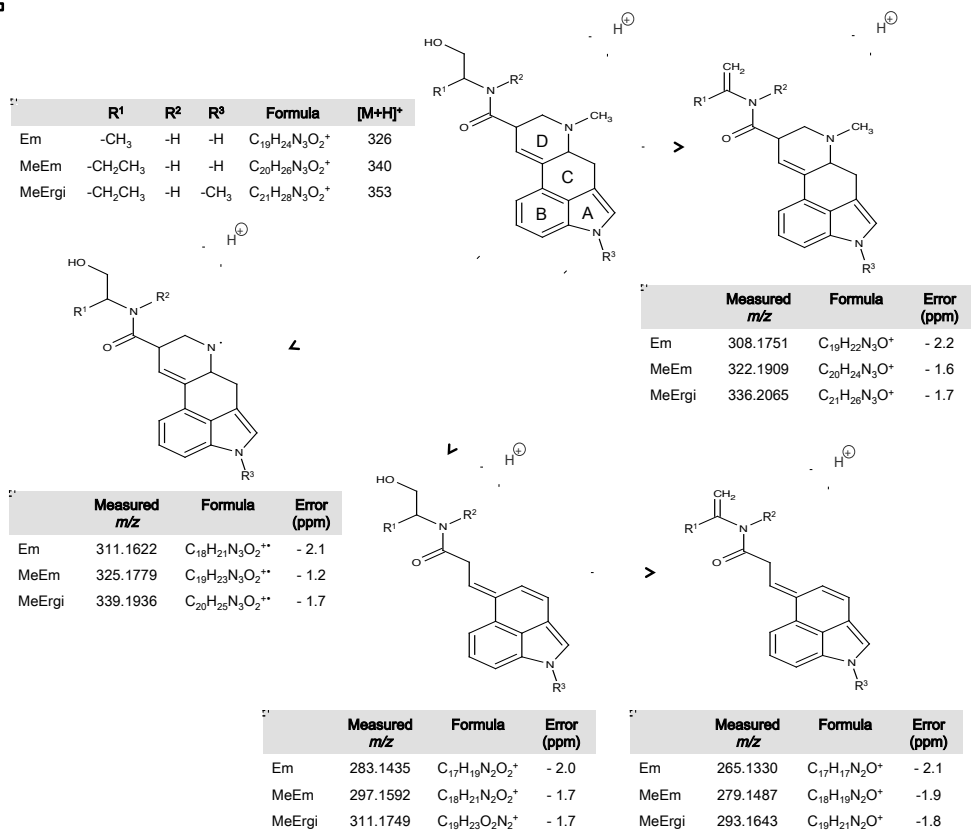 H⊕
HO
R¹
N
R²
O
D
N
CH₃
C
B
A
N
R³
>
H⊕
CH₂
R¹
N
R²
O
N
CH₃
N
R³
R¹ R² R³ Formula [M+H]⁺
Em -CH₃ -H -H C₁₉H₂₄N₃O₂⁺ 326
MeEm -CH₂CH₃ -H -H C₂₀H₂₆N₃O₂⁺ 340
MeErgi -CH₂CH₃ -H -CH₃ C₂₁H₂₈N₃O₂⁺ 353
H⊕
HO
R¹
N
R²
O
N·
N
R³
<
Measured m/z Formula Error (ppm)
Em 308.1751 C₁₉H₂₂N₃O⁺ - 2.2
MeEm 322.1909 C₂₀H₂₄N₃O⁺ - 1.6
MeErgi 336.2065 C₂₁H₂₆N₃O⁺ - 1.7
Measured m/z Formula Error (ppm)
Em 311.1622 C₁₈H₂₁N₃O₂⁺• - 2.1
MeEm 325.1779 C₁₉H₂₃N₃O₂⁺• - 1.2
MeErgi 339.1936 C₂₀H₂₅N₃O₂⁺• - 1.7
H⊕
HO
R¹
N
R²
O
N
R³
>
H⊕
CH₂
R¹
N
R²
O
N
R³
Measured m/z Formula Error (ppm)
Em 283.1435 C₁₇H₁₉N₂O₂⁺ - 2.0
MeEm 297.1592 C₁₈H₂₁N₂O₂⁺ - 1.7
MeErgi 311.1749 C₁₉H₂₃O₂N₂⁺ - 1.7
Measured m/z Formula Error (ppm)
Em 265.1330 C₁₇H₁₇N₂O⁺ - 2.1
MeEm 279.1487 C₁₈H₁₉N₂O⁺ -1.9
MeErgi 293.1643 C₁₉H₂₁N₂O⁺ -1.8